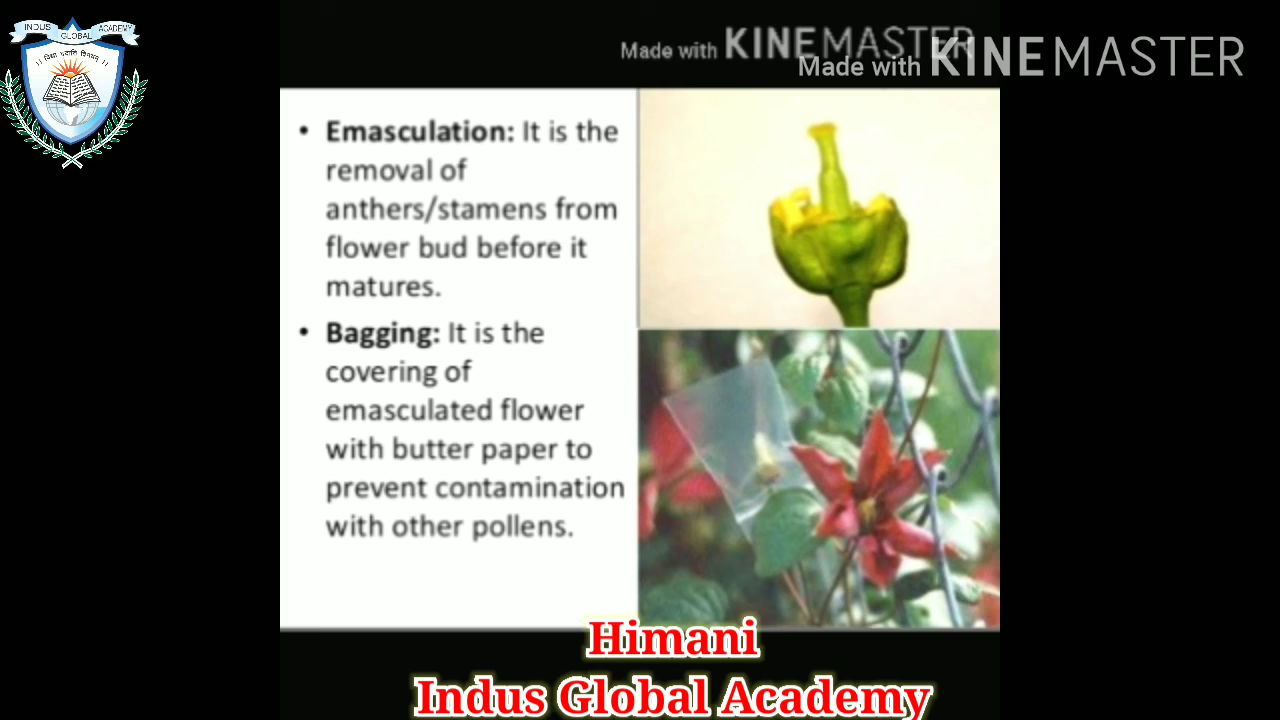 INDUS GLOBAL ACADEMY
Made with KINEMASTER
Made with KINEMASTER
• Emasculation: It is the
removal of
anthers/stamens from
flower bud before it
matures.
• Bagging: It is the
covering of
emasculated flower
with butter paper to
prevent contamination
with other pollens.
Himani
Indus Global Academy